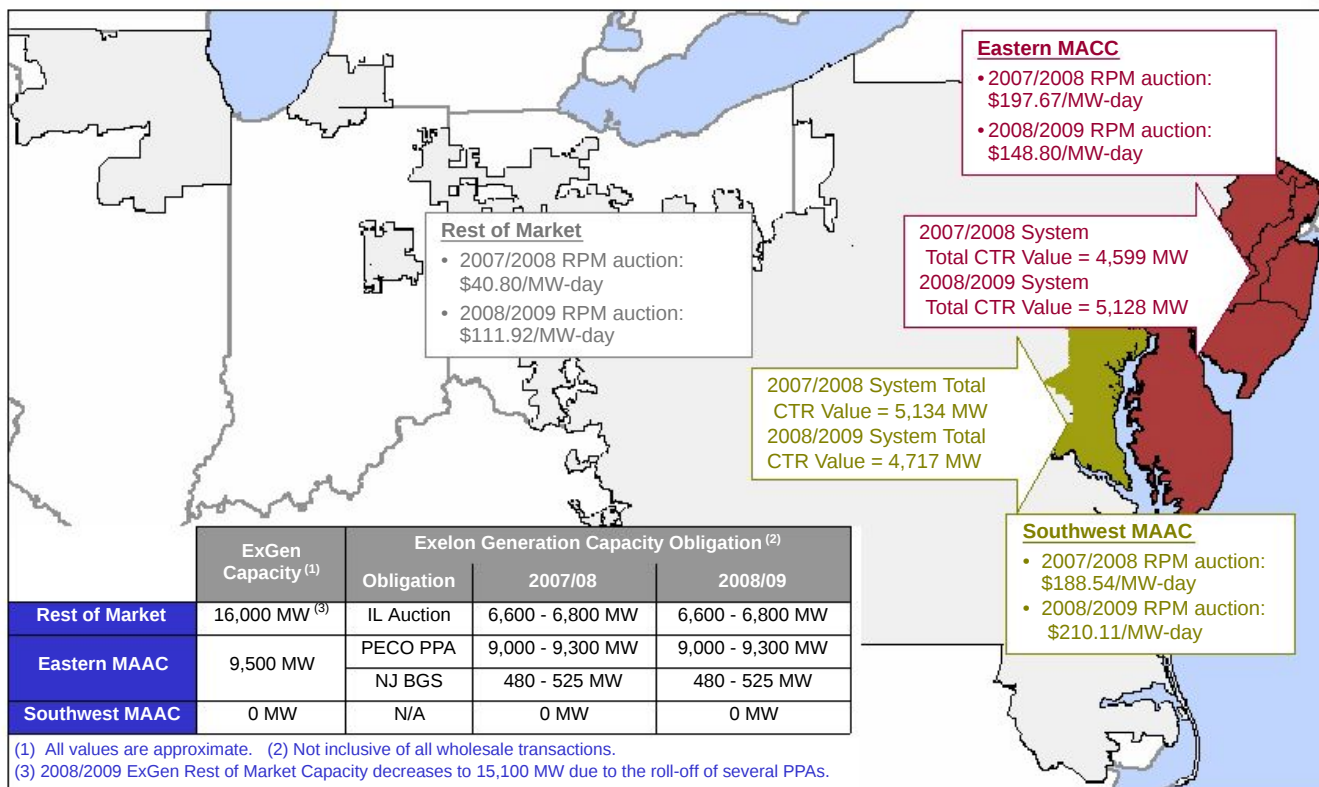 Eastern MACC
• 2007/2008 RPM auction:
$197.67/MW-day
• 2008/2009 RPM auction:
$148.80/MW-day
2007/2008 System
Total CTR Value = 4,599 MW
2008/2009 System
Total CTR Value = 5,128 MW
Rest of Market
• 2007/2008 RPM auction:
$40.80/MW-day
• 2008/2009 RPM auction:
$111.92/MW-day
2007/2008 System Total
CTR Value = 5,134 MW
2008/2009 System Total
CTR Value = 4,717 MW
Southwest MAAC
• 2007/2008 RPM auction:
$188.54/MW-day
• 2008/2009 RPM auction:
$210.11/MW-day
ExGen
Capacity (1)
Exelon Generation Capacity Obligation (2)
Obligation 2007/08 2008/09
Rest of Market 16,000 MW (3) IL Auction 6,600 - 6,800 MW 6,600 - 6,800 MW
Eastern MAAC 9,500 MW PECO PPA 9,000 - 9,300 MW 9,000 - 9,300 MW
NJ BGS 480 - 525 MW 480 - 525 MW
Southwest MAAC 0 MW N/A 0 MW 0 MW
(1) All values are approximate. (2) Not inclusive of all wholesale transactions.
(3) 2008/2009 ExGen Rest of Market Capacity decreases to 15,100 MW due to the roll-off of several PPAs.